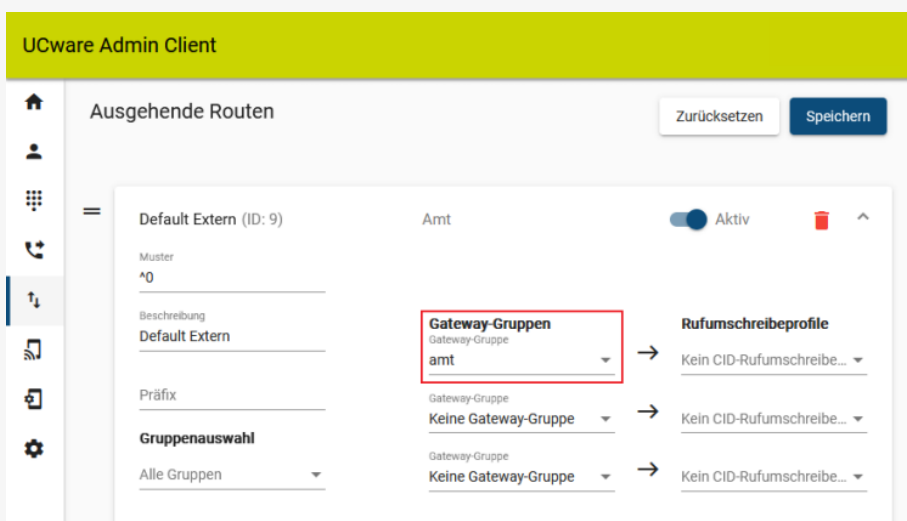 UCware Admin Client
Ausgehende Routen
Zurücksetzen
Speichern
Default Extern (ID: 9)
Amt
Aktiv
Muster
^0
Beschreibung
Default Extern
Präfix
Gruppenauswahl
Alle Gruppen
Gateway-Gruppen
Gateway-Gruppe
amt
Gateway-Gruppe
Keine Gateway-Gruppe
Gateway-Gruppe
Keine Gateway-Gruppe
Rufumschreibeprofile
Kein CID-Rufumschreibe...
Kein CID-Rufumschreibe...
Kein CID-Rufumschreibe...